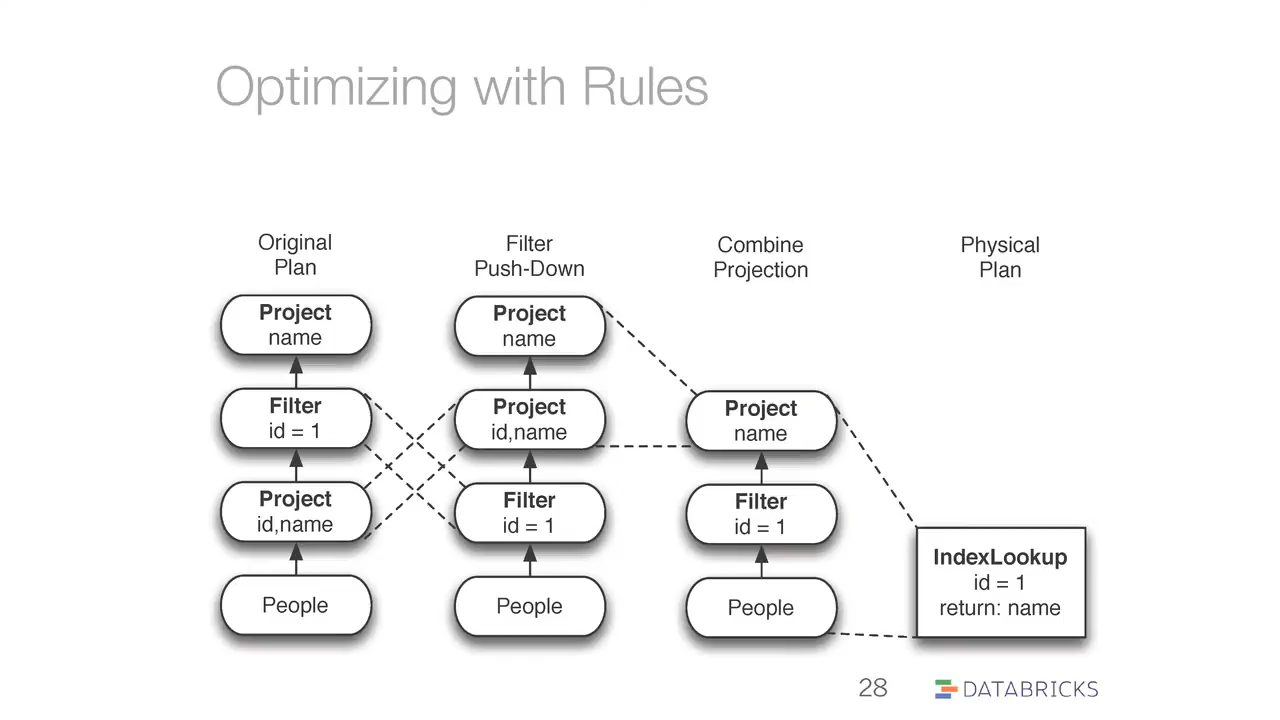 Optimizing with Rules
Original
Plan
Project
name
Filter
id = 1
Project
id,name
People
Filter
Push-Down
Project
name
Project
id,name
Filter
id = 1
People
Combine
Projection
Project
name
Filter
id = 1
People
Physical
Plan
IndexLookup
id = 1
return: name
28
DATABRICKS